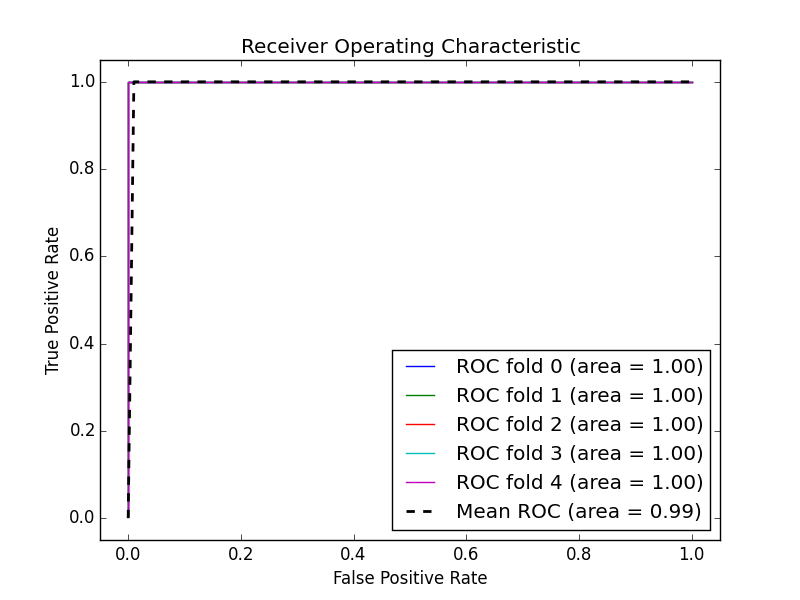 Receiver Operating Characteristic
1.0
0.8
0.6
0.4
0.2
0.0
True Positive Rate
ROC fold 0 (area = 1.00)
ROC fold 1 (area = 1.00)
ROC fold 2 (area = 1.00)
ROC fold 3 (area = 1.00)
ROC fold 4 (area = 1.00)
Mean ROC (area = 0.99)
0.0 0.2 0.4 0.6 0.8 1.0
False Positive Rate